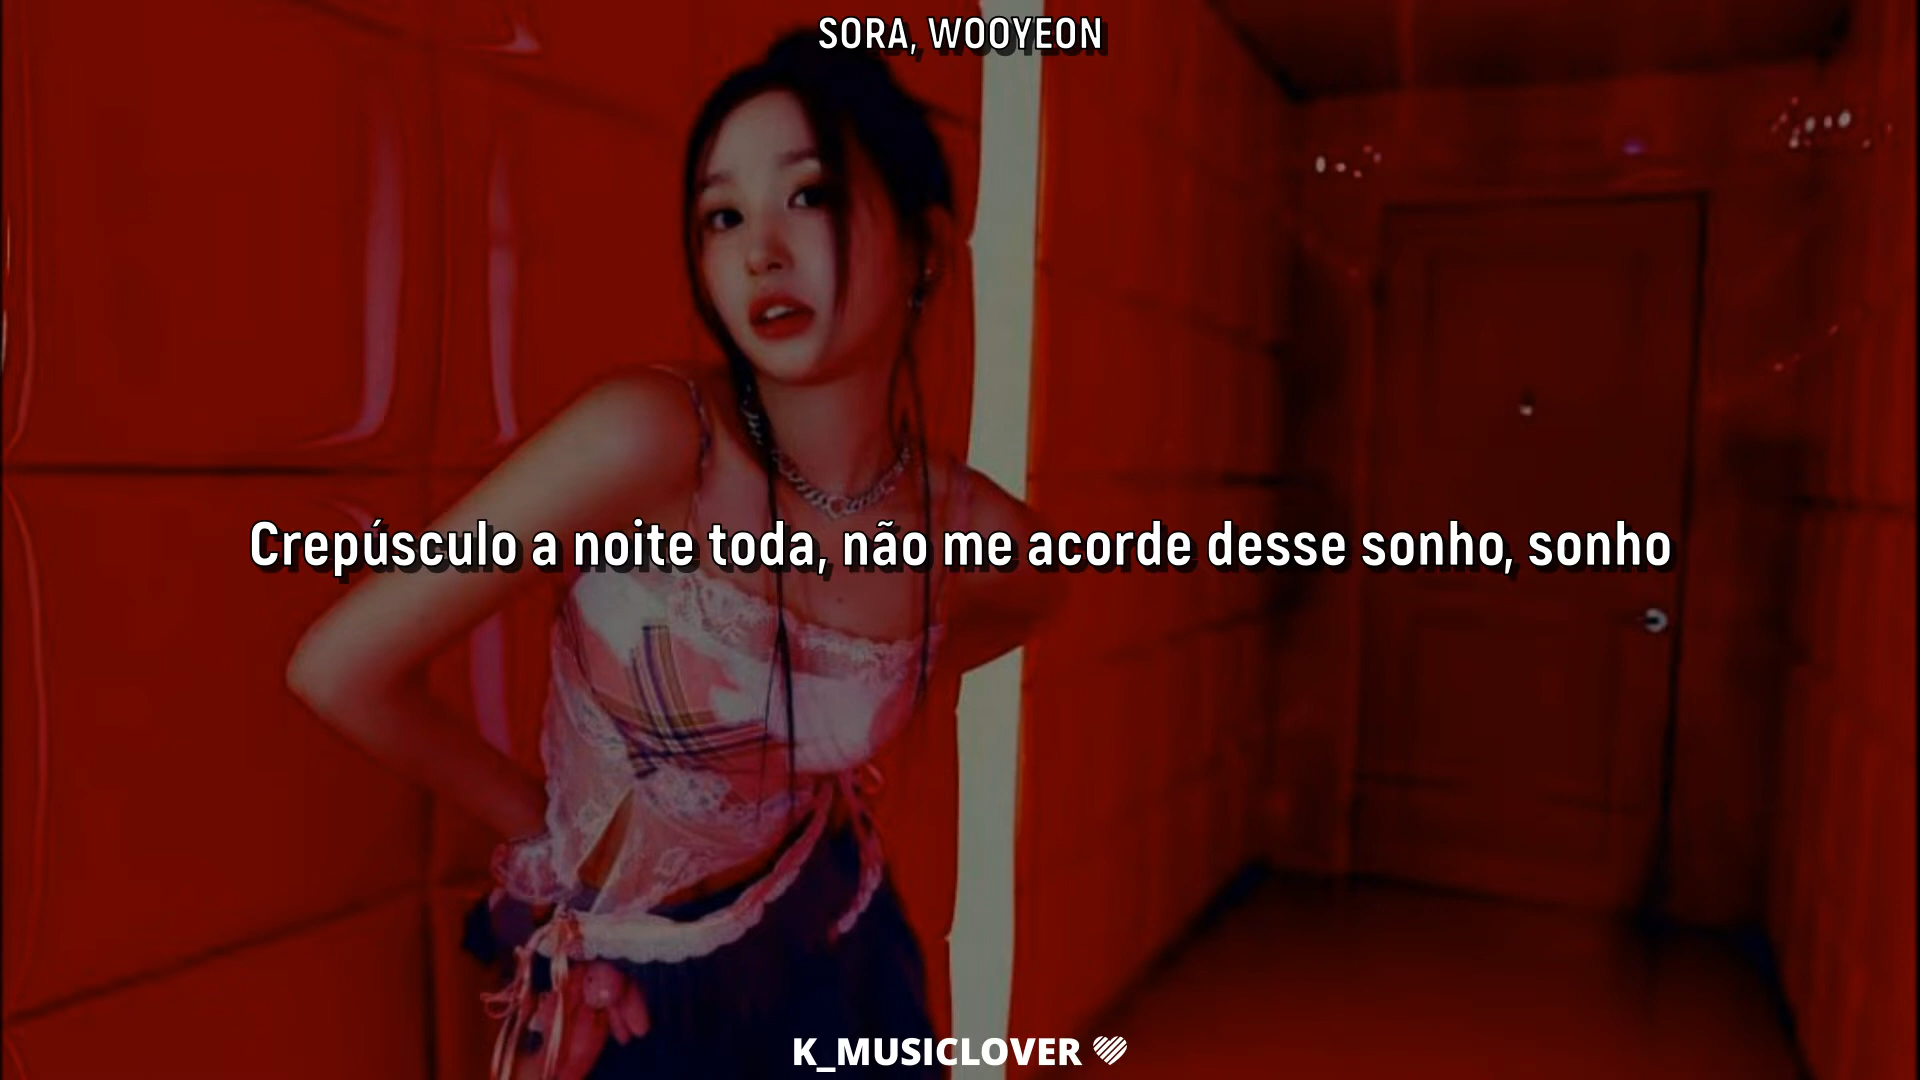 SORA, WOOYEON
Crepúsculo a noite toda, não me acorde desse sonho, sonho
K_MUSICLOVER